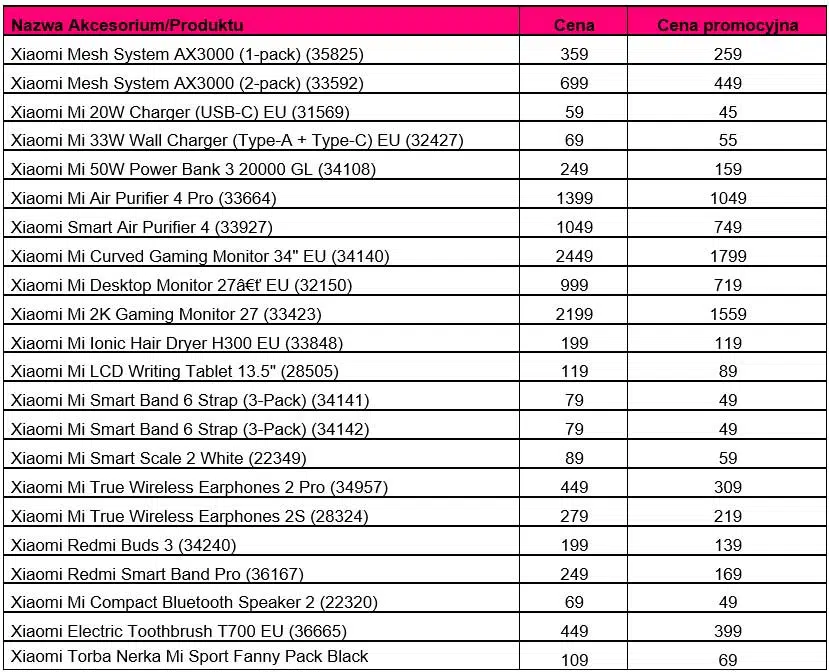 Nazwa Akcesorium/Produktu Cena Cena promocyjna
Xiaomi Mesh System AX3000 (1-pack) (35825) 359 259
Xiaomi Mesh System AX3000 (2-pack) (33592) 699 449
Xiaomi Mi 20W Charger (USB-C) EU (31569) 59 45
Xiaomi Mi 33W Wall Charger (Type-A + Type-C) EU (32427) 69 55
Xiaomi Mi 50W Power Bank 3 20000 GL (34108) 249 159
Xiaomi Mi Air Purifier 4 Pro (33664) 1399 1049
Xiaomi Smart Air Purifier 4 (33927) 1049 749
Xiaomi Mi Curved Gaming Monitor 34" EU (34140) 2449 1799
Xiaomi Mi Desktop Monitor 27â€ť EU (32150) 999 719
Xiaomi Mi 2K Gaming Monitor 27 (33423) 2199 1559
Xiaomi Mi Ionic Hair Dryer H300 EU (33848) 199 119
Xiaomi Mi LCD Writing Tablet 13.5" (28505) 119 89
Xiaomi Mi Smart Band 6 Strap (3-Pack) (34141) 79 49
Xiaomi Mi Smart Band 6 Strap (3-Pack) (34142) 79 49
Xiaomi Mi Smart Scale 2 White (22349) 89 59
Xiaomi Mi True Wireless Earphones 2 Pro (34957) 449 309
Xiaomi Mi True Wireless Earphones 2S (28324) 279 219
Xiaomi Redmi Buds 3 (34240) 199 139
Xiaomi Redmi Smart Band Pro (36167) 249 169
Xiaomi Mi Compact Bluetooth Speaker 2 (22320) 69 49
Xiaomi Electric Toothbrush T700 EU (36665) 449 399
Xiaomi Torba Nerka Mi Sport Fanny Pack Black 109 69